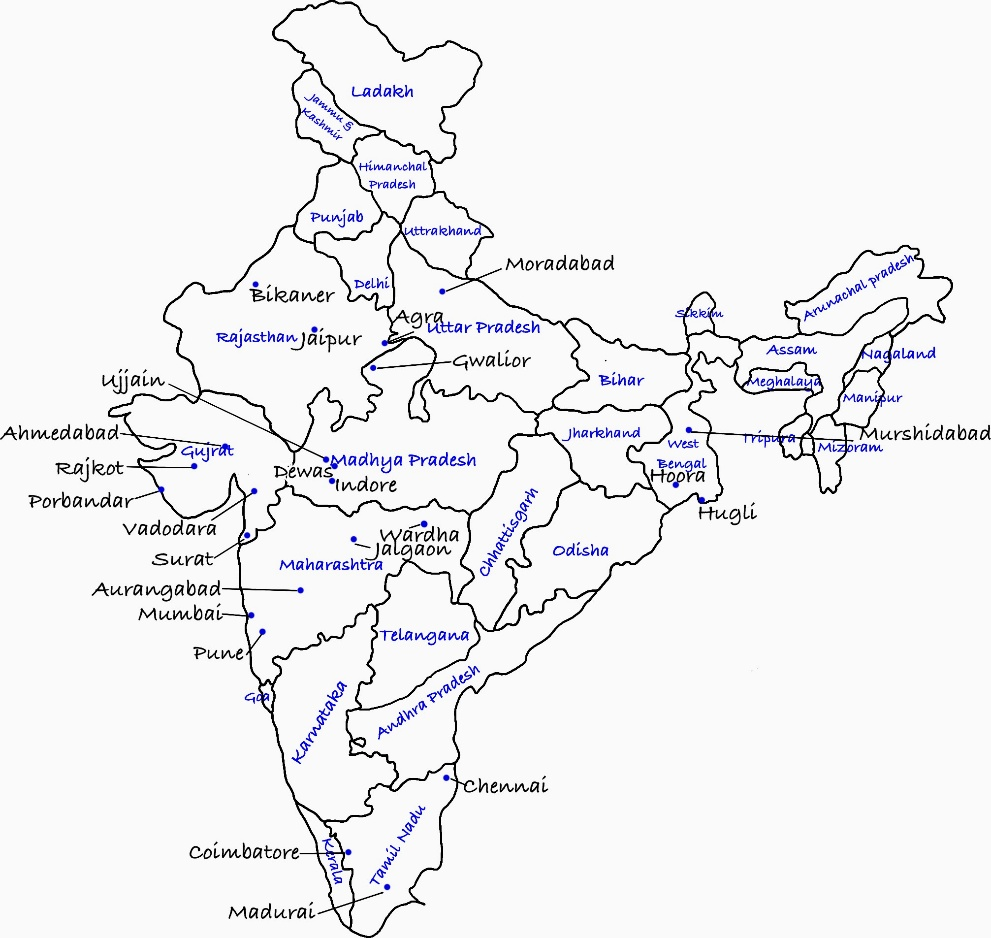 Ladakh
Jammu &
Kashmir
Himanchal
Pradesh
Punjab
Uttrakhand
Moradabad
Delhi
Bikaner
Arunachal pradesh
Sikkim
Agra
Uttar Pradesh
Rajasthan
Jaipur
Assam
Nagaland
Gwalior
Ujjain
Bihar
Meghalaya
Manipur
Ahmedabad
Gujrat
Jharkhand
West
Bengal
Tripura
Murshidabad
Mizoram
Rajkot
Madhya Pradesh
Dewas
Indore
Hoora
Porbandar
Hugli
Vadodara
Wardha
Jalgaon
Chhattisgarh
Odisha
Surat
Maharashtra
Aurangabad
Mumbai
Telangana
Pune
Goa
Karnataka
Andhra Pradesh
Chennai
Coimbatore
Kerala
Tamil Nadu
Madurai